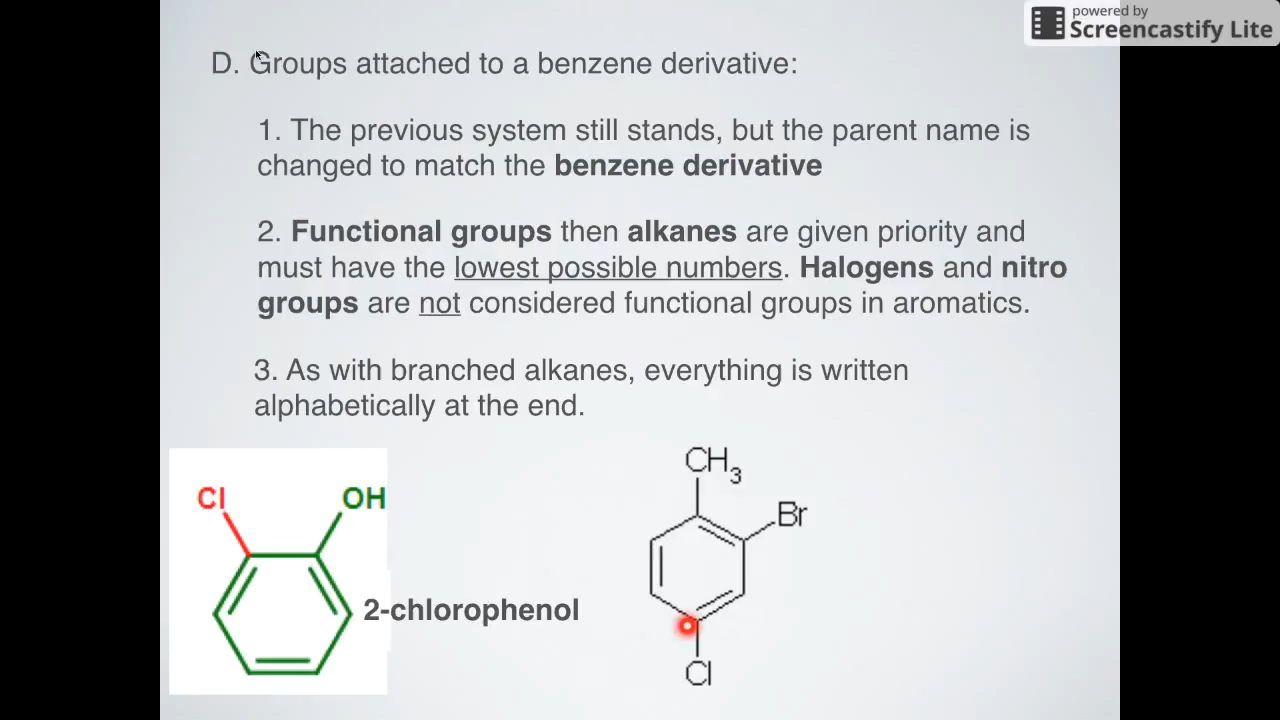 powered by
Screencastify Lite
D. Groups attached to a benzene derivative:
1. The previous system still stands, but the parent name is
changed to match the benzene derivative
2. Functional groups then alkanes are given priority and
must have the lowest possible numbers. Halogens and nitro
groups are not considered functional groups in aromatics.
3. As with branched alkanes, everything is written
alphabetically at the end.
CH3
Cl OH
Br
2-chlorophenol
Cl